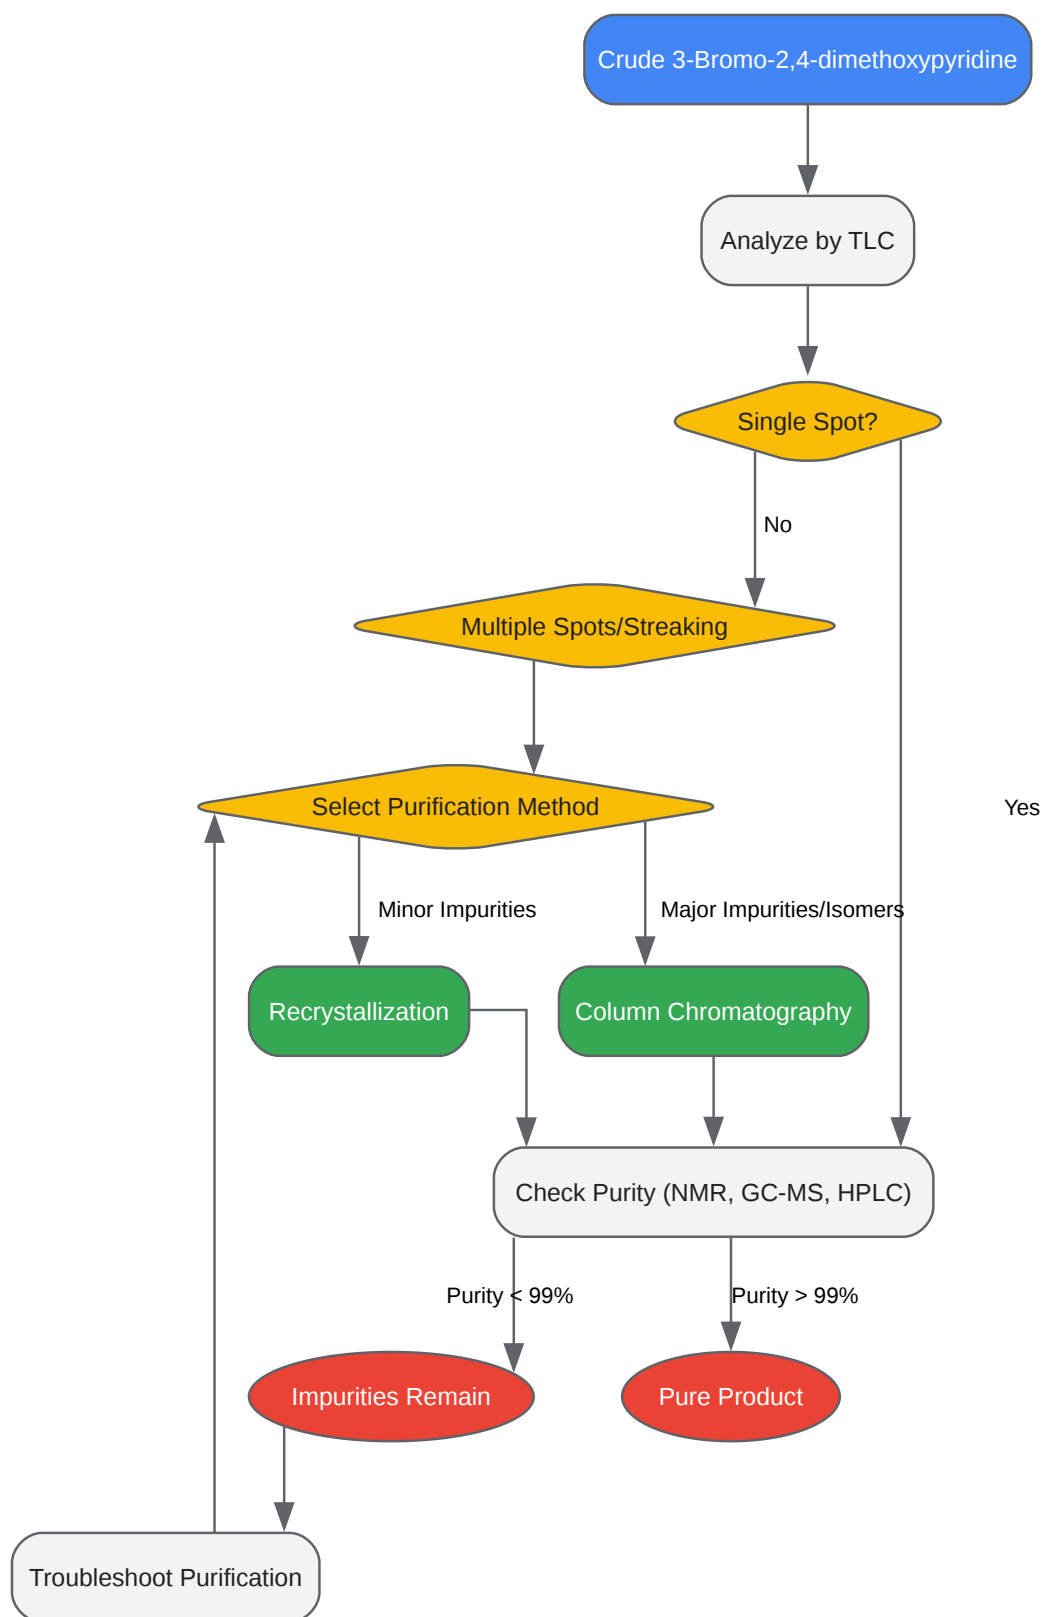 Crude 3-Bromo-2,4-dimethoxypyridine
Analyze by TLC
Single Spot?
No
Multiple Spots/Streaking
Select Purification Method
Yes
Minor Impurities
Major Impurities/Isomers
Recrystallization
Column Chromatography
Check Purity (NMR, GC-MS, HPLC)
Purity < 99%
Purity > 99%
Impurities Remain
Pure Product
Troubleshoot Purification